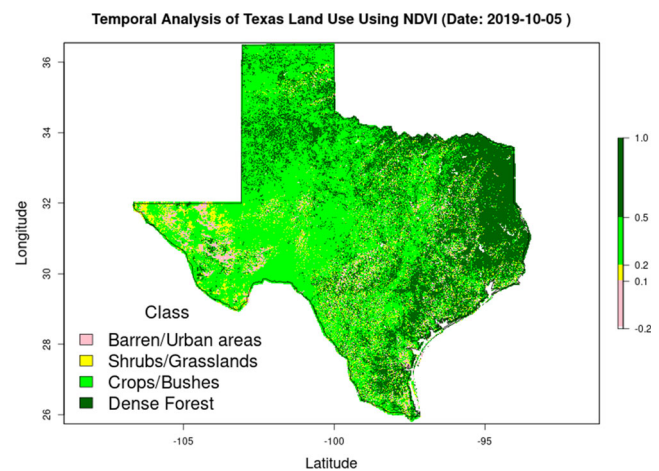 Temporal Analysis of Texas Land Use Using NDVI (Date: 2019-10-05 )
36
34
32
30
28
26
Longitude
Class
Barren/Urban areas
Shrubs/Grasslands
Crops/Bushes
Dense Forest
-105
-100
-95
Latitude
1.0
0.5
0.2
0.1
-0.2